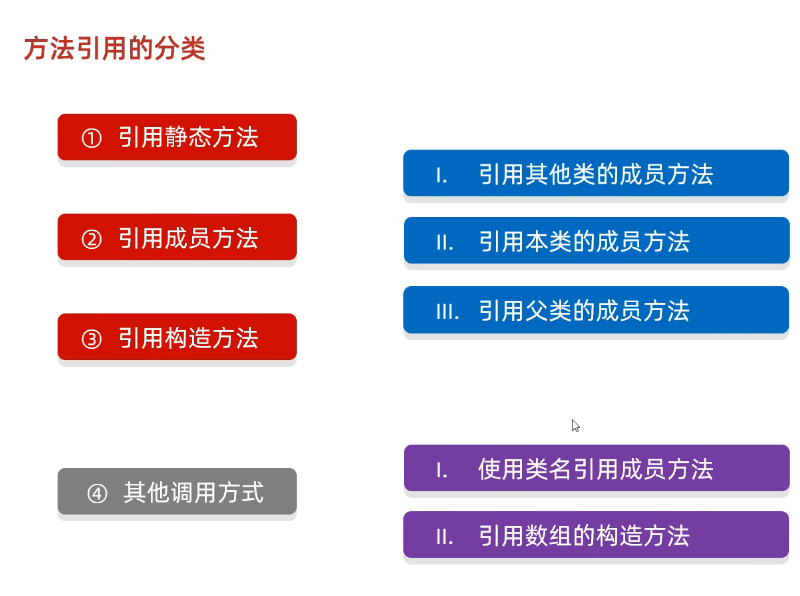 方法引用的分类
① 引用静态方法
② 引用成员方法
I. 引用其他类的成员方法
II. 引用本类的成员方法
III. 引用父类的成员方法
③ 引用构造方法
④ 其他调用方式
I. 使用类名引用成员方法
II. 引用数组的构造方法